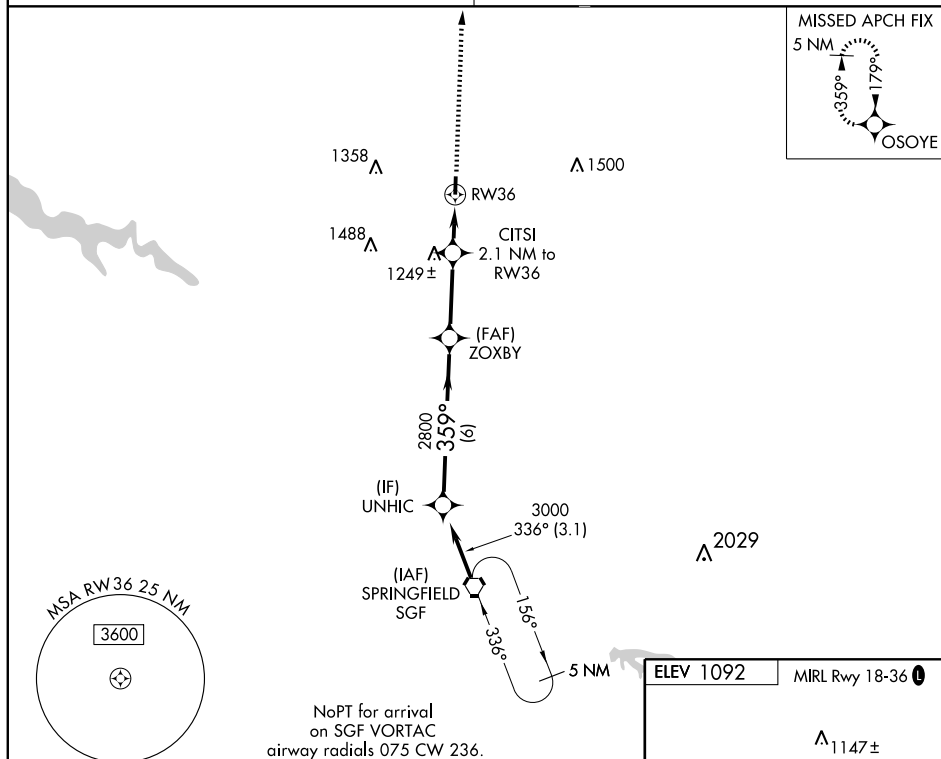 MISSED APCH FIX
5 NM
359°
179°
OSOYE
1358
1500
RW36
1488
1249±
CITSI
2.1 NM to
RW36
(FAF)
ZOXBY
2800
359°
(6)
(IF)
UNHIC
3000
336° (3.1)
2029
(IAF)
SPRINGFIELD
SGF
156°
336°
5 NM
MSA RW36 25 NM
3600
NoPT for arrival
on SGF VORTAC
airway radials 075 CW 236.
ELEV 1092
MIRL Rwy 18-36 L
1147±